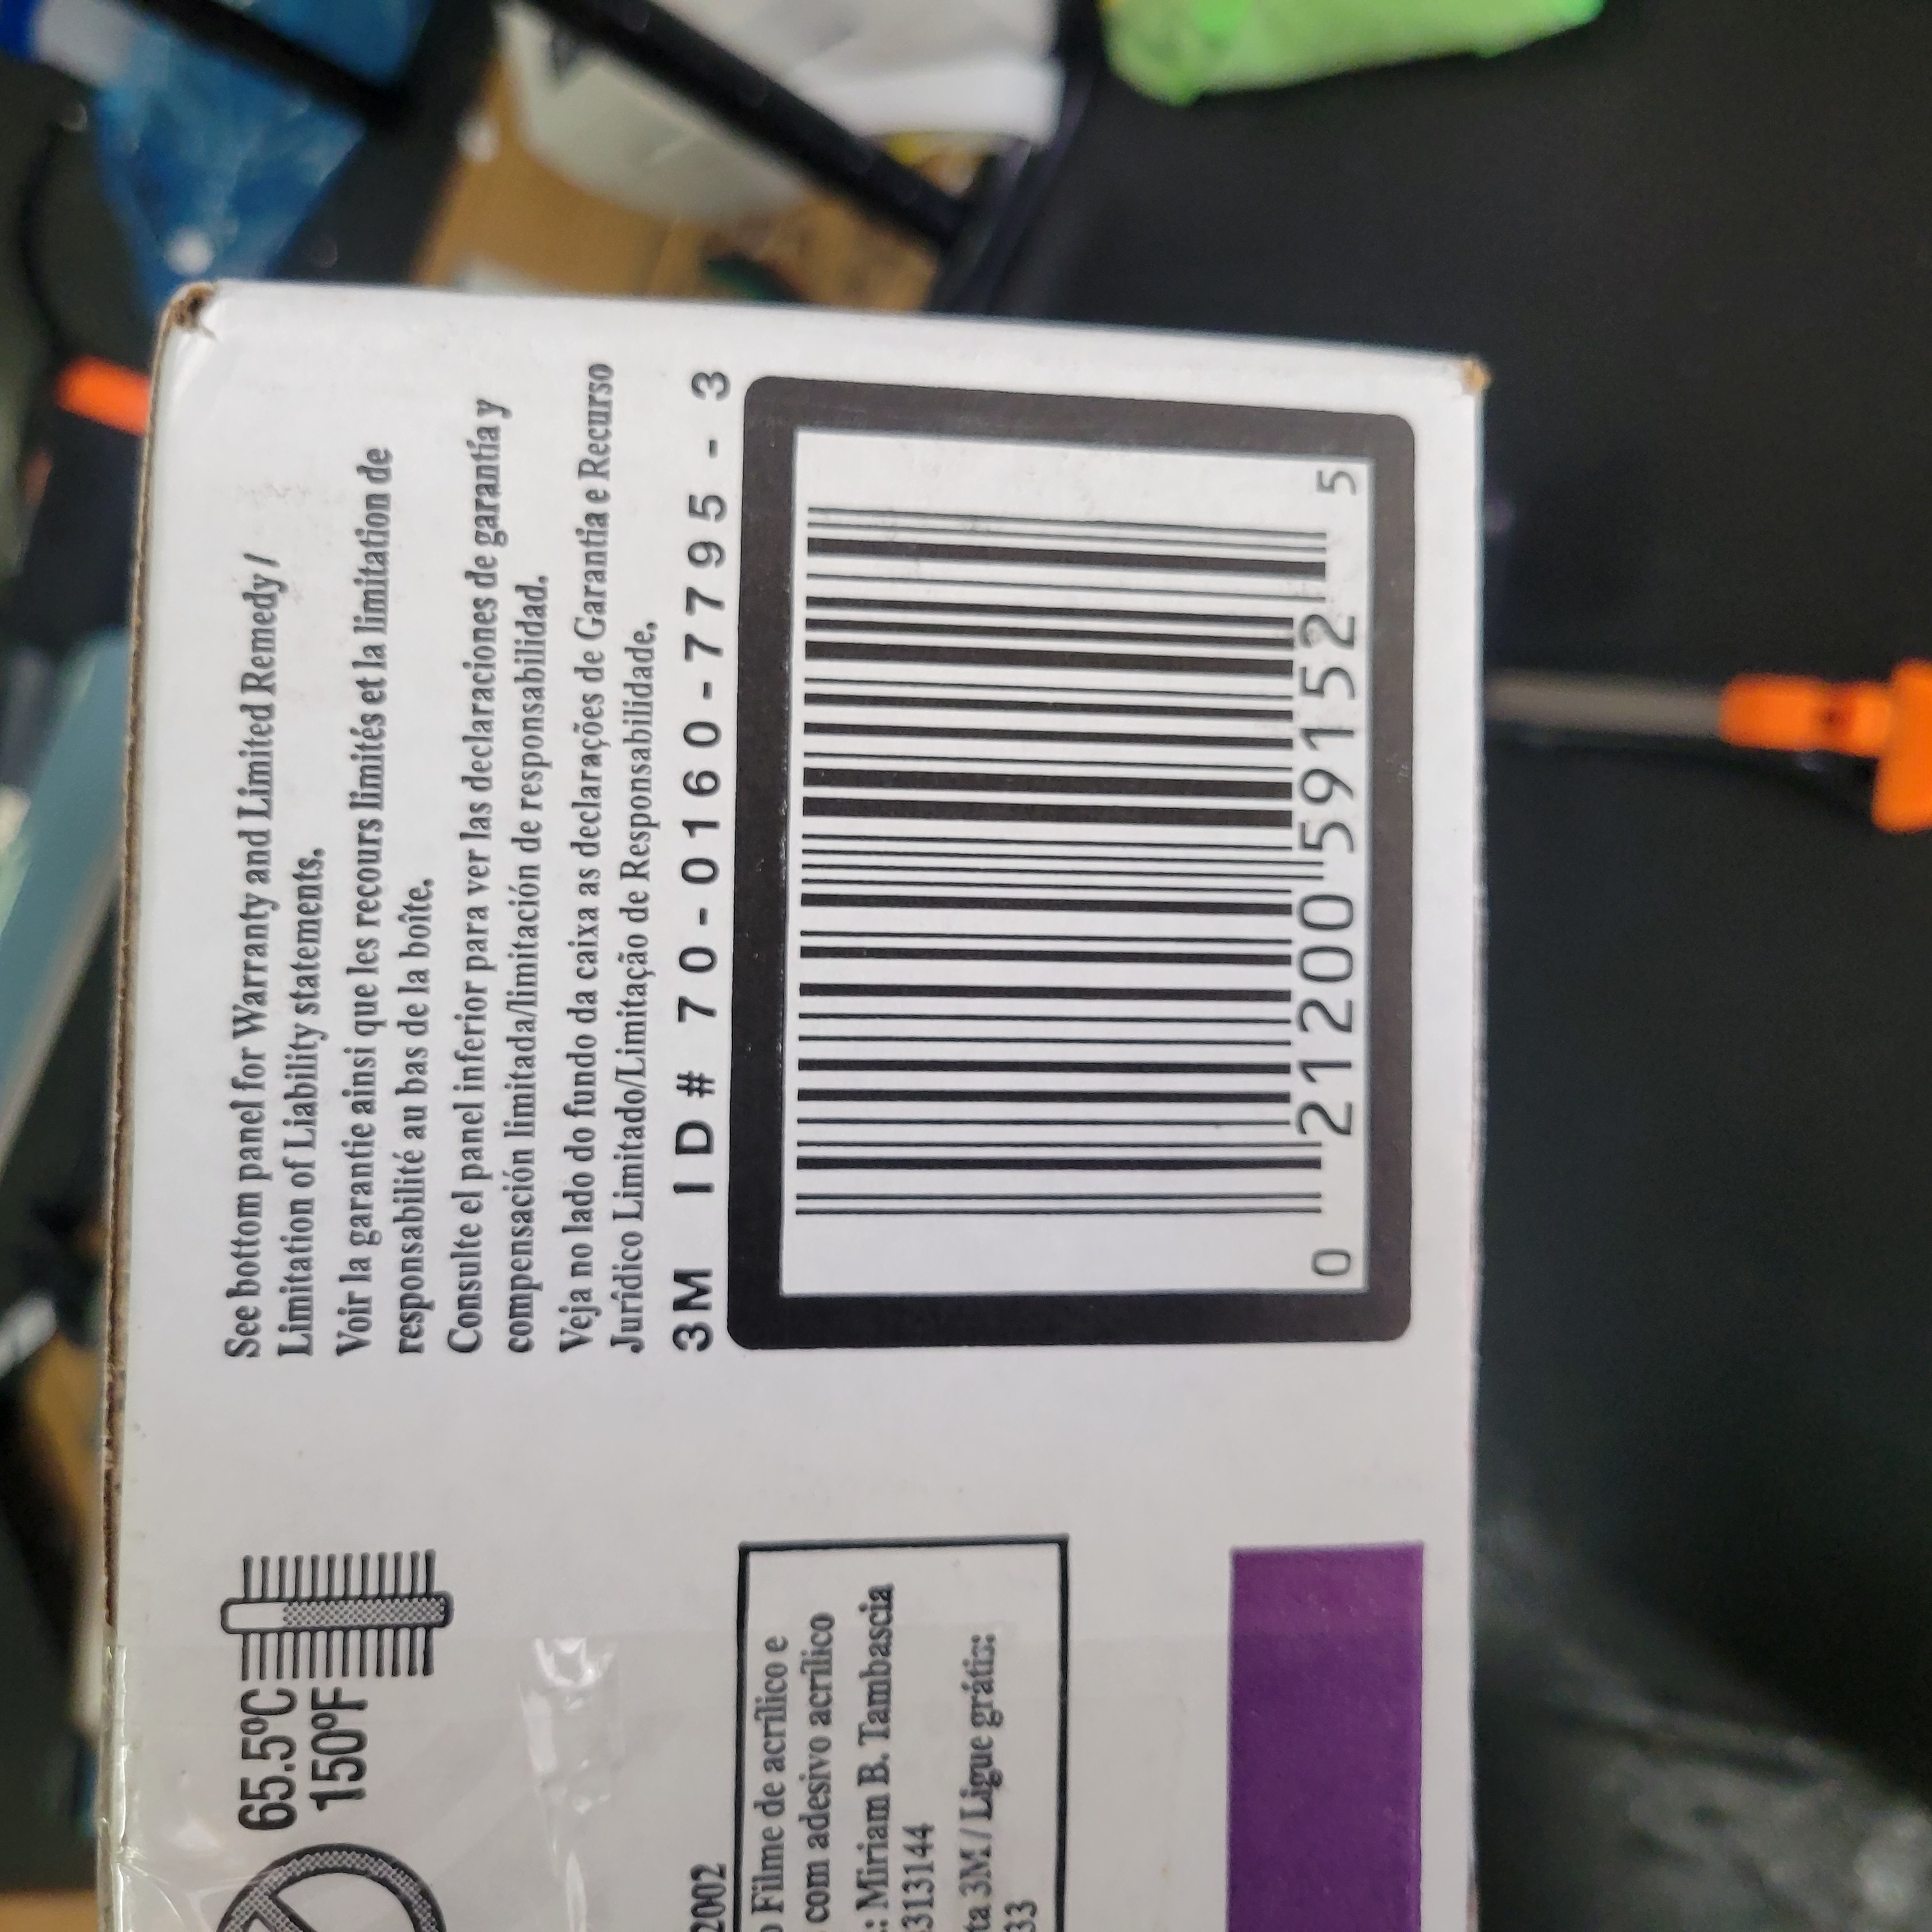 See bottom panel for Warranty and Limited Remedy /
Limitation of Liability statements.
Voir la garantie ainsi que les recours limités et la limitation de
responsabilité au bas de la boîte.
Consulte el panel inferior para ver las declaraciones de garantía y
compensación limitada/limitación de responsabilidad.
Veja no lado do fundo da caixa as declarações de Garantia e Recurso
Jurídico Limitado/Limitação de Responsabilidade.
3M ID# 70-0160-7795-3
0 21200 59152 5
65.5ºC
150ºF
2002
Filme de acrílico e
com adesivo acrílico
: Miriam B. Tambascia
313144
ta 3M / Ligue grátis:
33